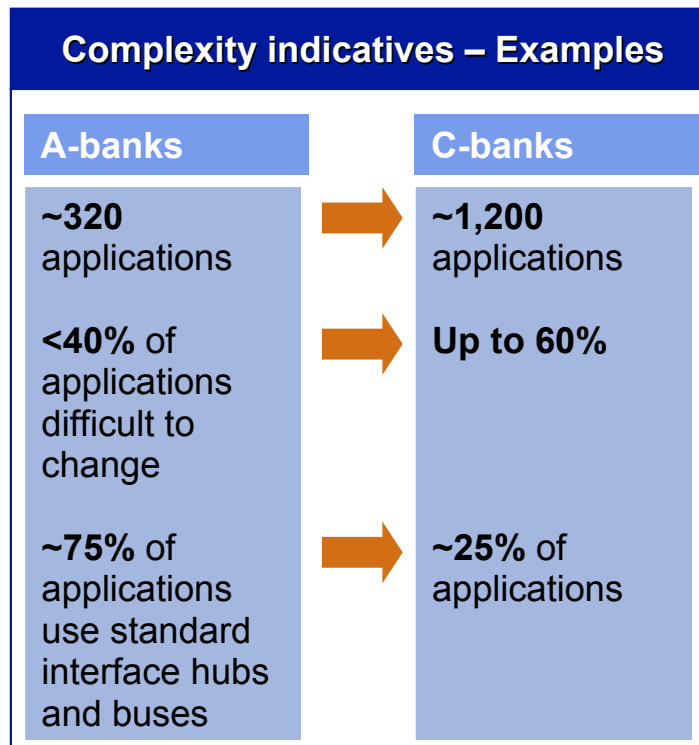 Complexity indicatives – Examples
A-banks
C-banks
~320
applications
~1,200
applications
<40% of
applications
difficult to
change
Up to 60%
~75% of
applications
use standard
interface hubs
and buses
~25% of
applications